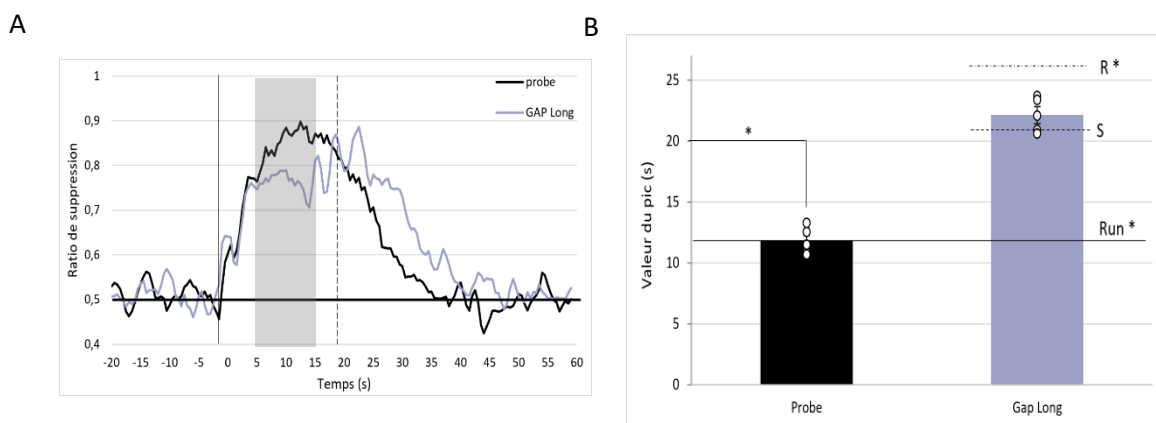 A
Ratio de suppression
1
0,9
0,8
0,7
0,6
0,5
0,4
-20 -15 -10 -5 0 5 10 15 20 25 30 35 40 45 50 55 60
Temps (s)
probe
GAP Long
B
Valeur du pic (s)
25
20
15
10
5
0
*
R *
S
Run *
Probe Gap Long